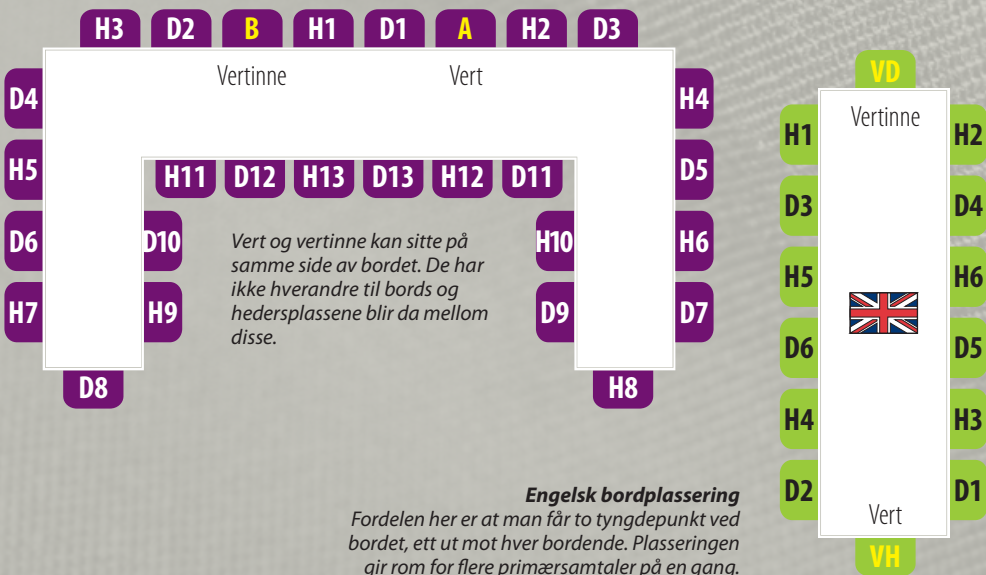 H3 D2 B H1 D1 A H2 D3
Vertinne Vert
D4 H4
H5 D5
H11 D12 H13 D13 H12 D11
D6 D10 H10 H6
H7 H9 D9 D7
D8 H8
Vert og vertinne kan sitte på
samme side av bordet. De har
ikke hverandre til bords og
hedersplassene blir da mellom
disse.
VD
Vertinne
H1 H2
D3 D4
H5 H6
D6 D5
H4 H3
D2 D1
Vert
VH
Engelsk bordplassering
Fordelen her er at man får to tyngdepunkt ved
bordet, ett ut mot hver bordende. Plasseringen
gir rom for flere primærsamtaler på en gang.